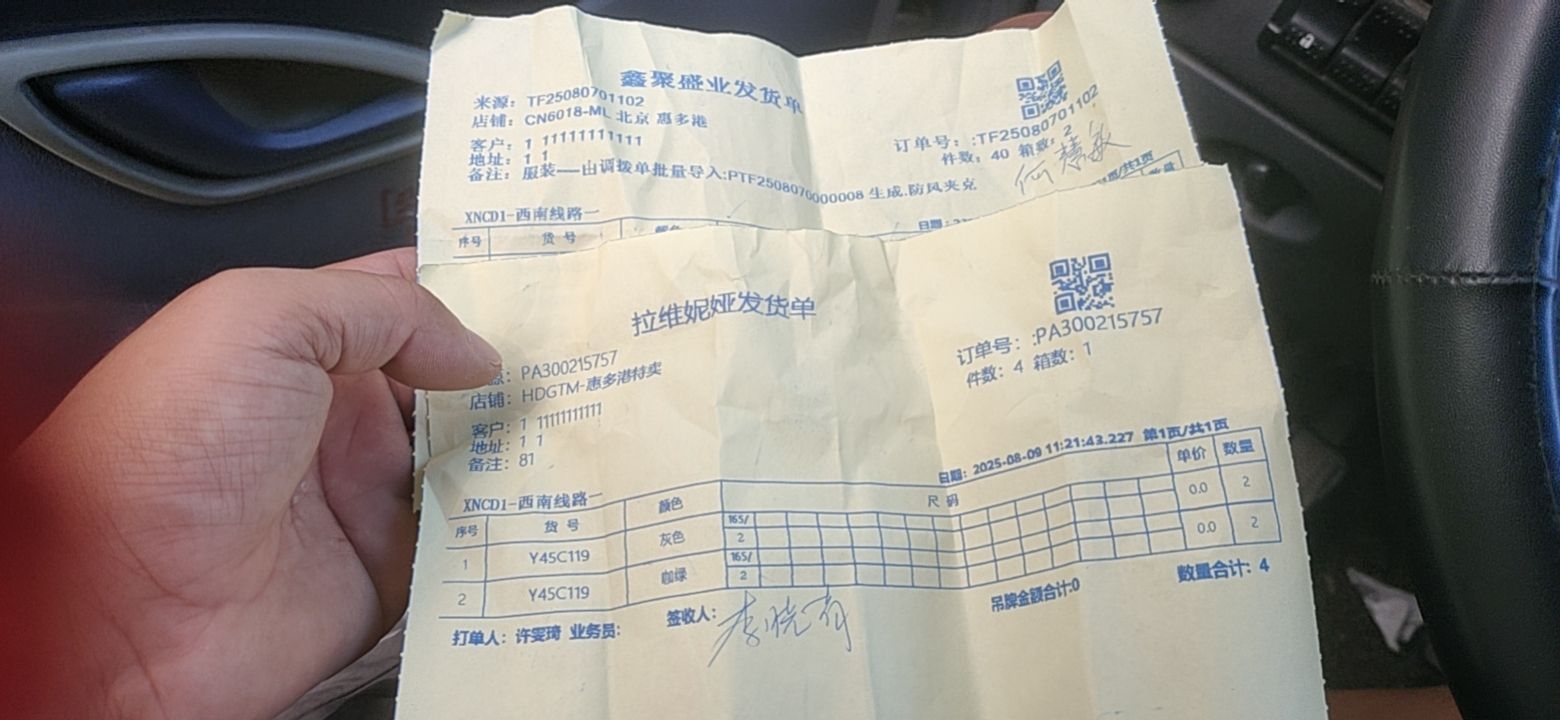 鑫聚盛业发货单
来源: TF25080701102
店铺: CN6018-ML 北京 惠多港
客户: 1 11111111111
地址: 1 1
备注: 服装——由调拨单批量导入:PTF2508070000008 生成.防风夹克
订单号: :TF25080701102
件数: 40 箱数: 2
XNCD1-西南线路一
日期:
序号 货 号
拉维妮娅发货单
源: PA300215757
店铺: HDGTM-惠多港特卖
客户: 1 11111111111
地址: 1 1
备注: 81
订单号: :PA300215757
件数: 4 箱数: 1
XNCD1-西南线路一
日期: 2025-08-09 11:21:43.227 第1页/共1页
序号 货 号 颜色 尺 码 单价 数量
1 Y45C119 灰色 165/ 2 0.0 2
2 Y45C119 咖绿 165/ 2 0.0 2
打单人: 许雯琦 业务员: 签收人: 吊牌金额合计:0 数量合计: 4